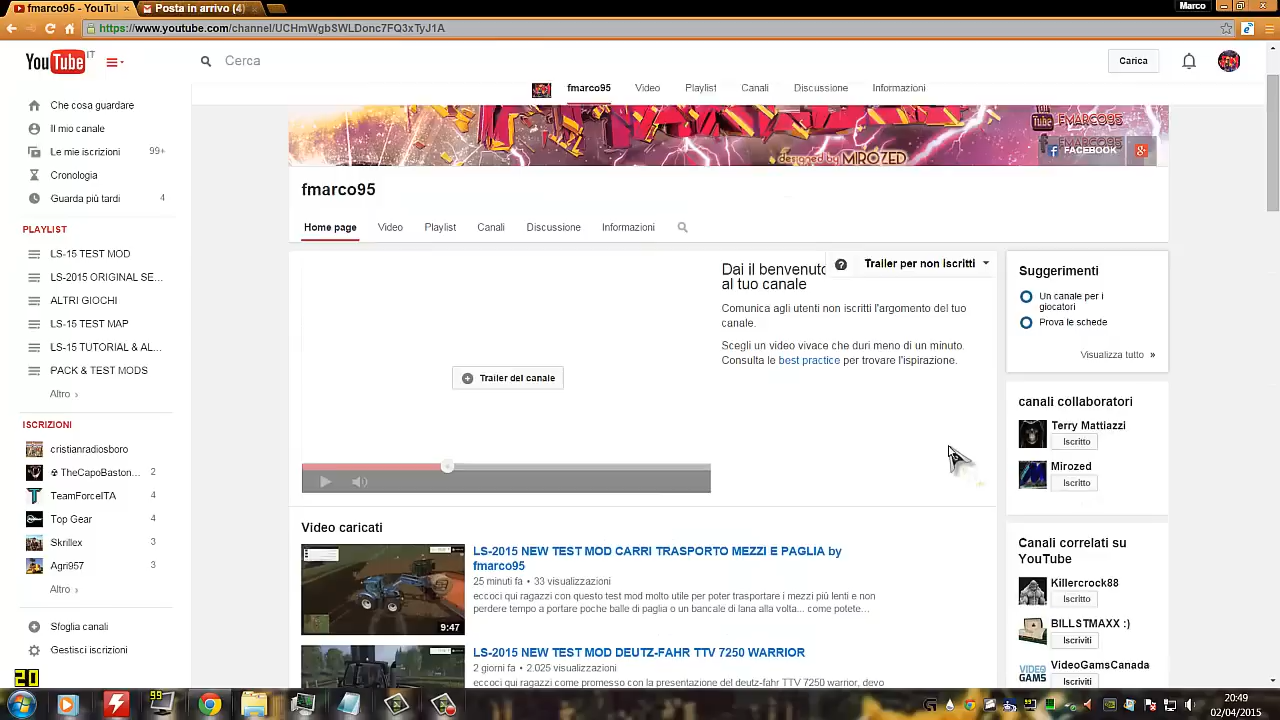 fmarco95 - YouTu
Posta in arrivo (4)
Marco
https://www.youtube.com/channel/UCHmWgbSWLDonc7FQ3xTyJ1A
YouTube IT
Cerca
Carica
fmarco95 Video Playlist Canali Discussione Informazioni
Che cosa guardare
Il mio canale
Le mie iscrizioni 99+
Cronologia
Guarda più tardi 4
PLAYLIST
LS-15 TEST MOD
LS-2015 ORIGINAL SE...
ALTRI GIOCHI
LS-15 TEST MAP
LS-15 TUTORIAL & AL...
PACK & TEST MODS
Altro ›
ISCRIZIONI
cristianradiosboro
☢ TheCapoBaston... 2
TeamForceITA 4
Top Gear 4
Skrillex 3
Agri957 3
Altro ›
Sfoglia canali
Gestisci iscrizioni
You Tube FMARCO95
FMARCO95
FACEBOOK
designed by MIROZED
fmarco95
Home page Video Playlist Canali Discussione Informazioni
Dai il benvenuto
al tuo canale
Trailer per non iscritti
Comunica agli utenti non iscritti l'argomento del tuo
canale.
Scegli un video vivace che duri meno di un minuto.
Consulta le best practice per trovare l'ispirazione.
Trailer del canale
Video caricati
LS-2015 NEW TEST MOD CARRI TRASPORTO MEZZI E PAGLIA by
fmarco95
25 minuti fa • 33 visualizzazioni
eccoci qui ragazzi con questo test mod molto utile per poter trasportare i mezzi più lenti e non
perdere tempo a portare poche balle di paglia o un bancale di lana alla volta... come potete...
9:47
LS-2015 NEW TEST MOD DEUTZ-FAHR TTV 7250 WARRIOR
2 giorni fa • 2.025 visualizzazioni
eccoci qui ragazzi come promesso con la presentazione del deutz-fahr TTV 7250 warrior, devo
Suggerimenti
Un canale per i
giocatori
Prova le schede
Visualizza tutto »
canali collaboratori
Terry Mattiazzi
Iscritto
Mirozed
Iscritto
Canali correlati su
YouTube
Killercrock88
Iscritto
BILLSTMAXX :)
Iscriviti
VIDEO
GAMS
VideoGamsCanada
Iscriviti
20
99
20:49
02/04/2015